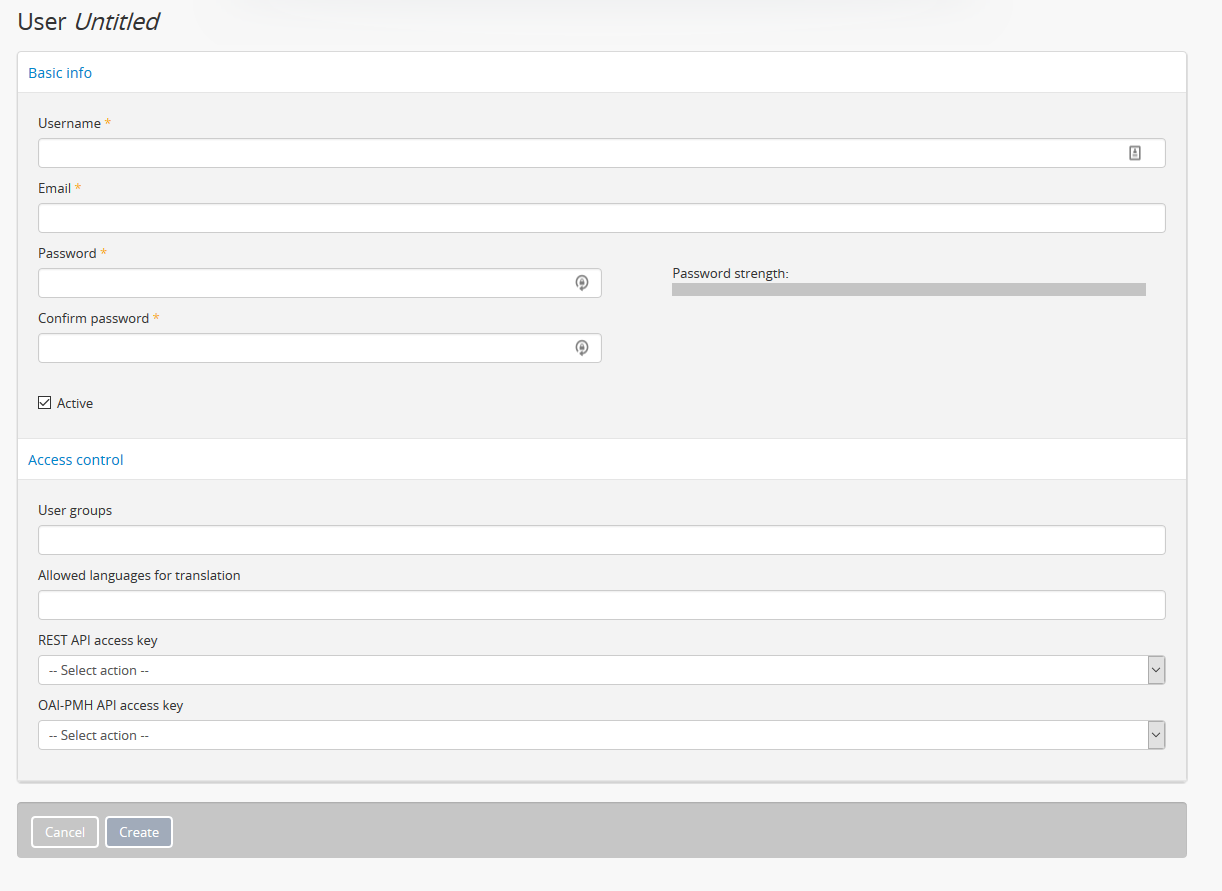 User Untitled
Basic info
Username *
Email *
Password *
Password strength:
Confirm password *
Active
Access control
User groups
Allowed languages for translation
REST API access key
-- Select action --
OAI-PMH API access key
-- Select action --
Cancel Create